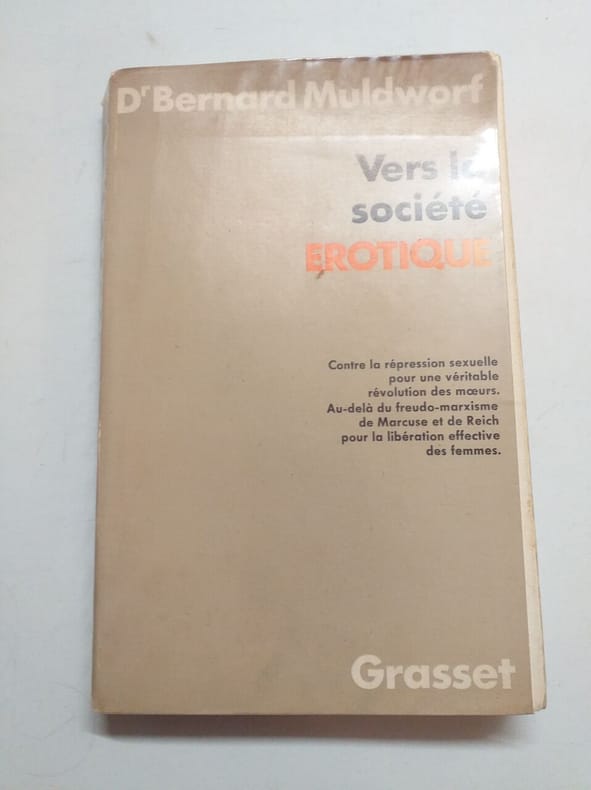 Dr Bernard Muldworf
Vers la
société
EROTIQUE
Contre la répression sexuelle
pour une véritable
révolution des mœurs.
Au-delà du freudo-marxisme
de Marcuse et de Reich
pour la libération effective
des femmes.
Grasset